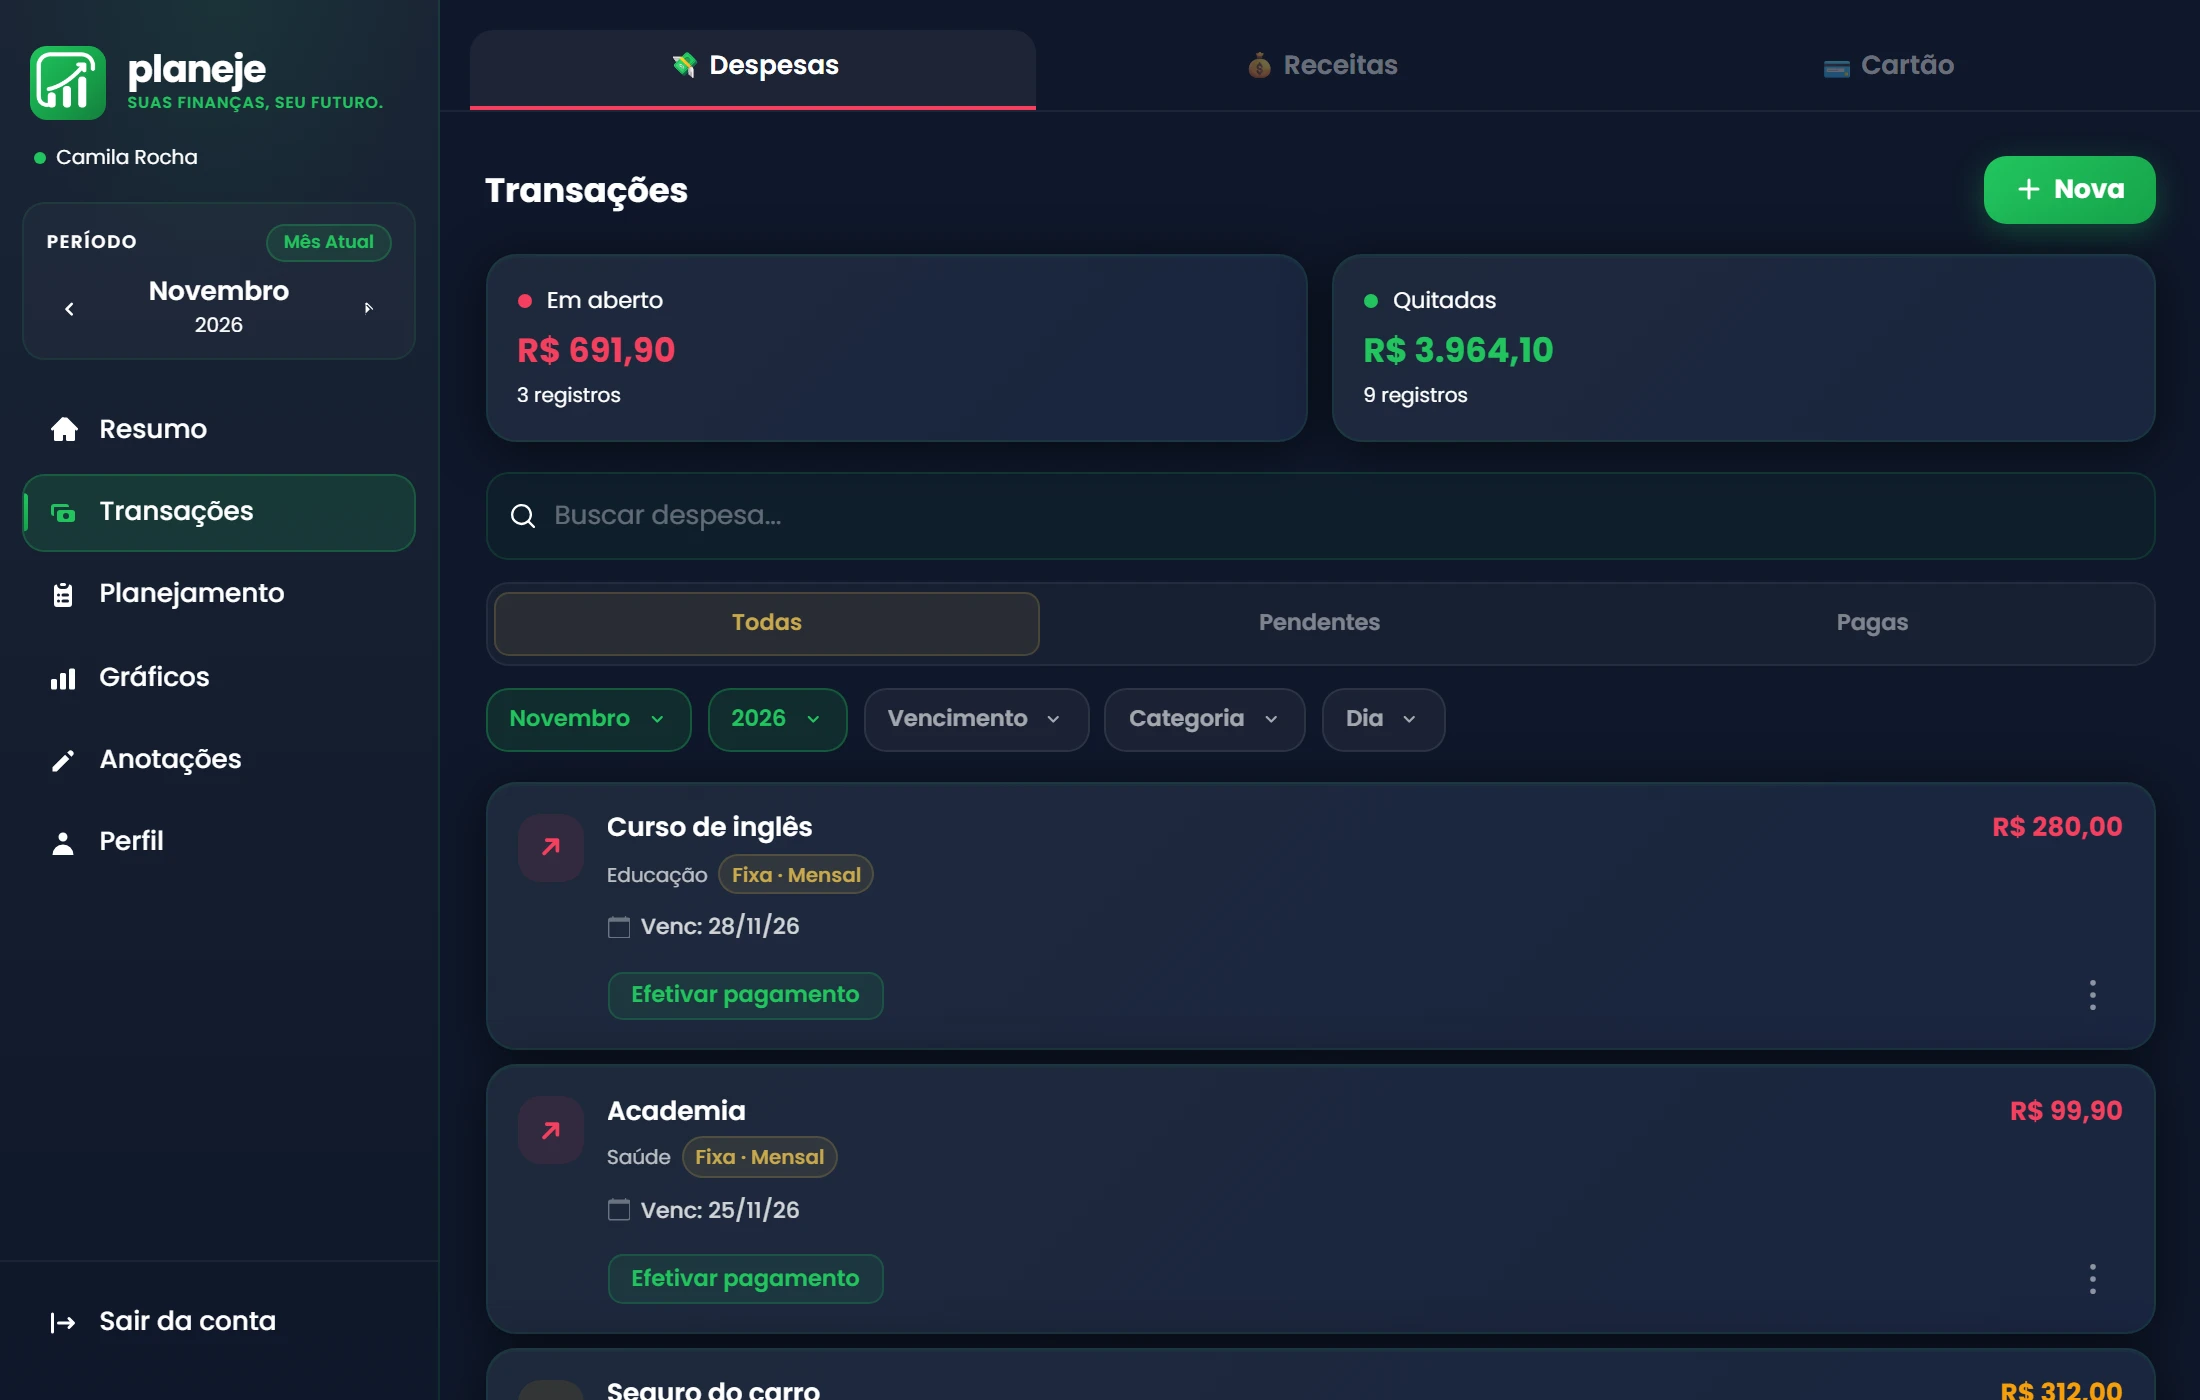 planeje
SUAS FINANÇAS, SEU FUTURO.
Camila Rocha
PERÍODO
Mês Atual
Novembro
2026
Resumo
Transações
Planejamento
Gráficos
Anotações
Perfil
Sair da conta
Despesas
Receitas
Cartão
Transações
+ Nova
Em aberto
R$ 691,90
3 registros
Quitadas
R$ 3.964,10
9 registros
Buscar despesa...
Todas
Pendentes
Pagas
Novembro
2026
Vencimento
Categoria
Dia
Curso de inglês
R$ 280,00
Educação
Fixa · Mensal
Venc: 28/11/26
Efetivar pagamento
Academia
R$ 99,90
Saúde
Fixa · Mensal
Venc: 25/11/26
Efetivar pagamento
Seguro do carro
R$ 312,00